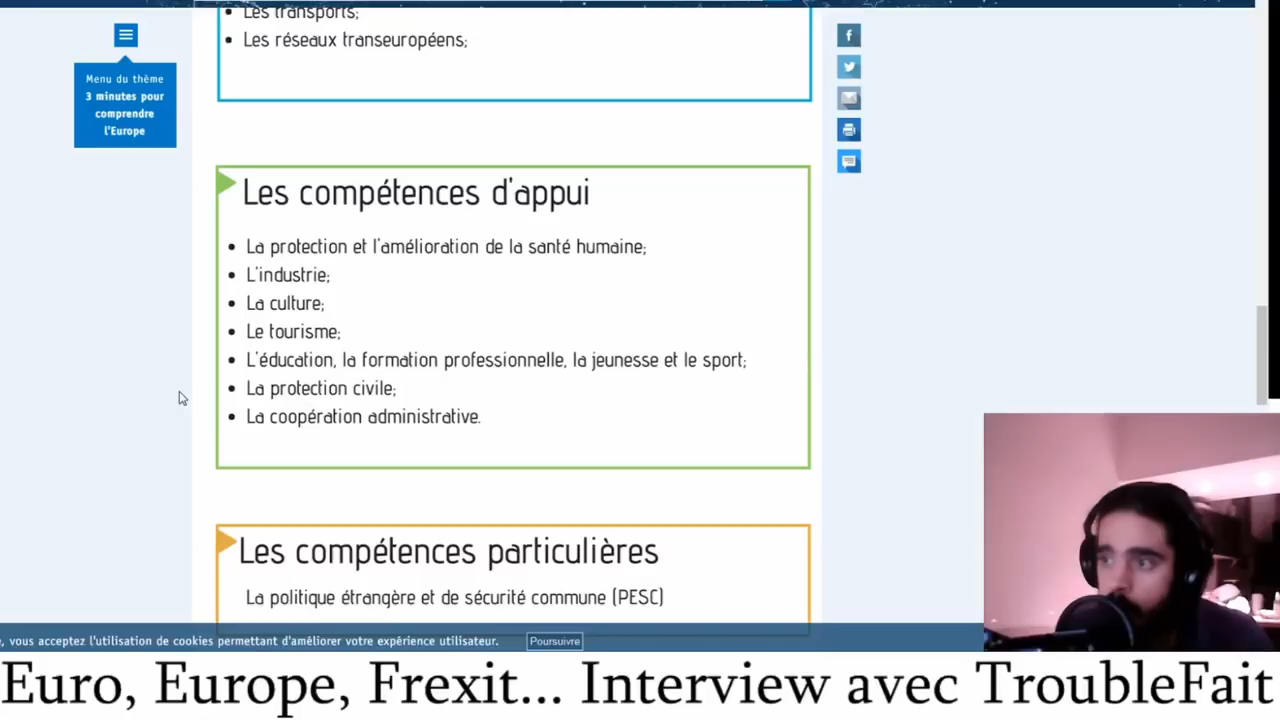 Les transports;
Les réseaux transeuropéens;
Menu du thème
3 minutes pour
comprendre
l'Europe
Les compétences d'appui
La protection et l'amélioration de la santé humaine;
L'industrie;
La culture;
Le tourisme;
L'éducation, la formation professionnelle, la jeunesse et le sport;
La protection civile;
La coopération administrative.
Les compétences particulières
La politique étrangère et de sécurité commune (PESC)
, vous acceptez l'utilisation de cookies permettant d'améliorer votre expérience utilisateur. Poursuivre
Euro, Europe, Frexit... Interview avec TroubleFait